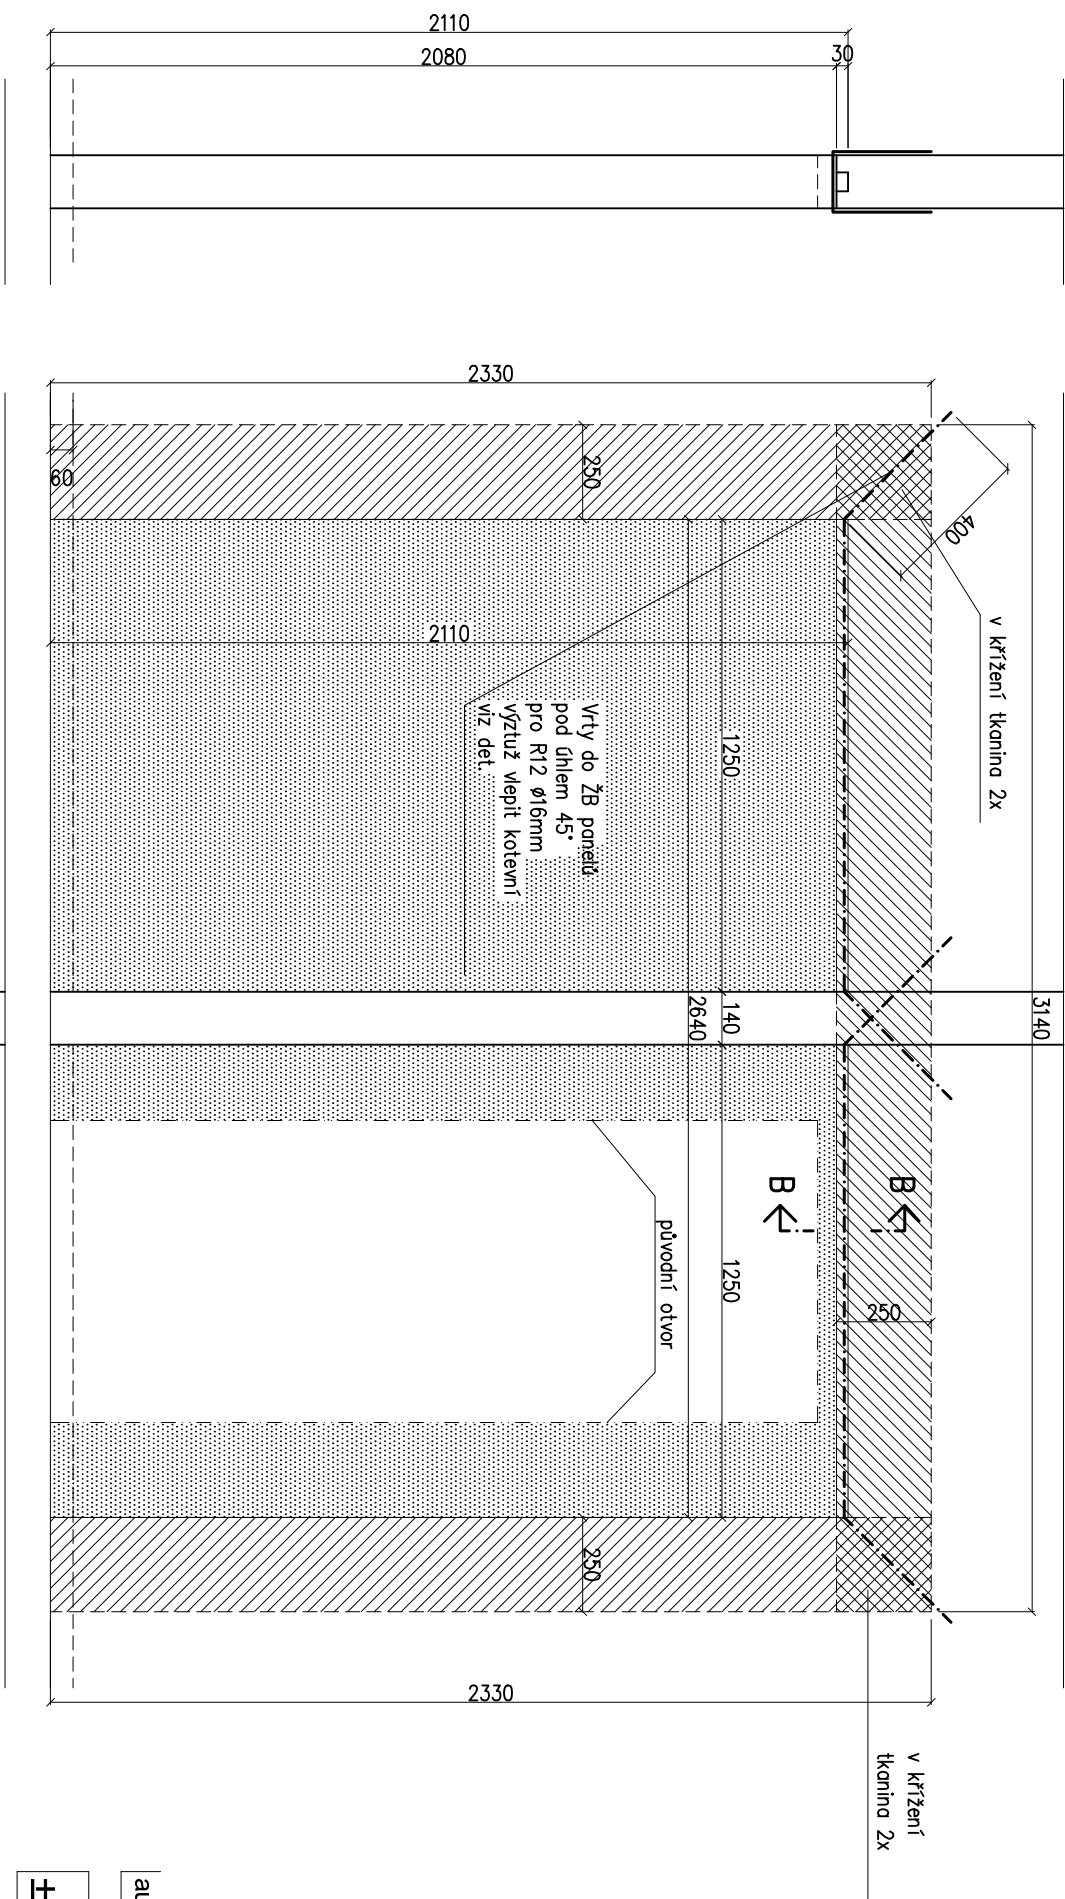 2110
2080
30
2330
60
250
400
v křížení tkanina 2x
2110
Vrty do ŽB panelů
pod úhlem 45°
pro R12 ø16mm
výztuž vlepit kotevní
viz det.
1250
140
2640
3140
B
B
původní otvor
1250
250
250
2330
v křížení
tkanina 2x
±